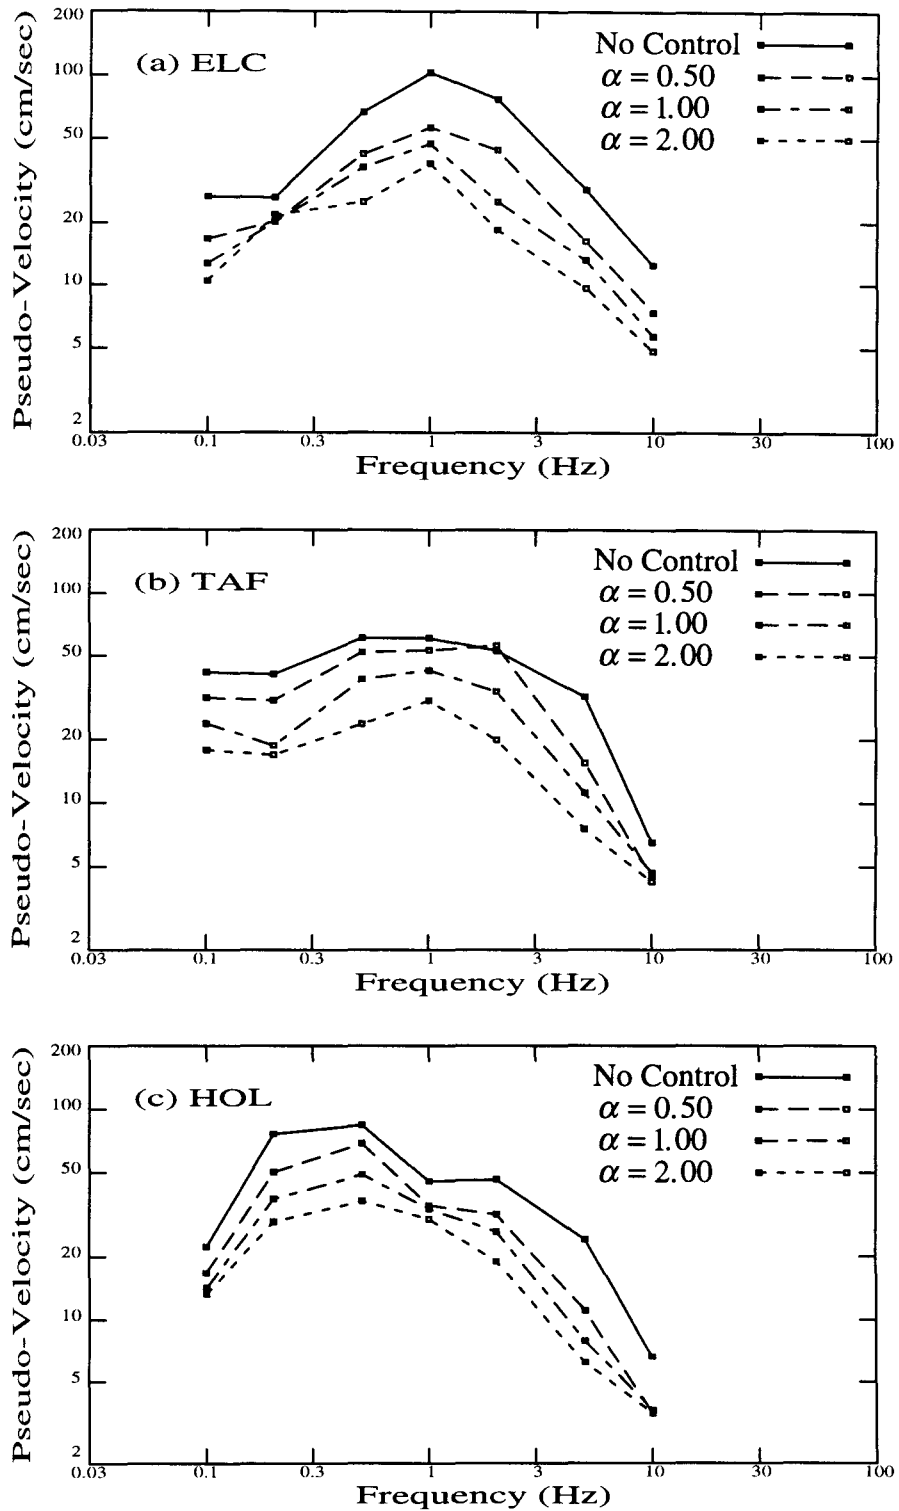 200
100
50
20
10
5
2
Pseudo-Velocity (cm/sec)
(a) ELC
No Control
α = 0.50
α = 1.00
α = 2.00
0.03 0.1 0.3 1 3 10 30 100
Frequency (Hz)
200
100
50
20
10
5
2
Pseudo-Velocity (cm/sec)
(b) TAF
No Control
α = 0.50
α = 1.00
α = 2.00
0.03 0.1 0.3 1 3 10 30 100
Frequency (Hz)
200
100
50
20
10
5
2
Pseudo-Velocity (cm/sec)
(c) HOL
No Control
α = 0.50
α = 1.00
α = 2.00
0.03 0.1 0.3 1 3 10 30 100
Frequency (Hz)